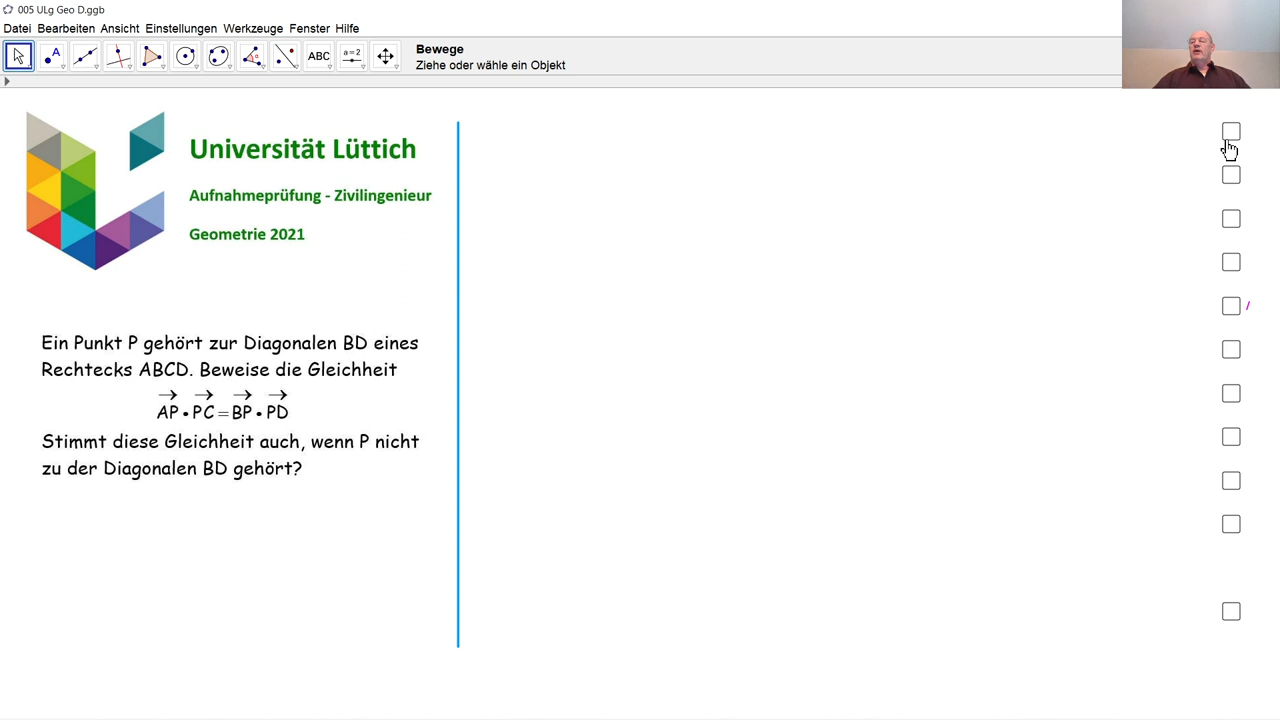 005 ULg Geo D.ggb
Datei Bearbeiten Ansicht Einstellungen Werkzeuge Fenster Hilfe
A
ABC
a=2
Bewege
Ziehe oder wähle ein Objekt
Universität Lüttich
Aufnahmeprüfung - Zivilingenieur
Geometrie 2021
Ein Punkt P gehört zur Diagonalen BD eines
Rechtecks ABCD. Beweise die Gleichheit
AP • PC = BP • PD
Stimmt diese Gleichheit auch, wenn P nicht
zu der Diagonalen BD gehört?